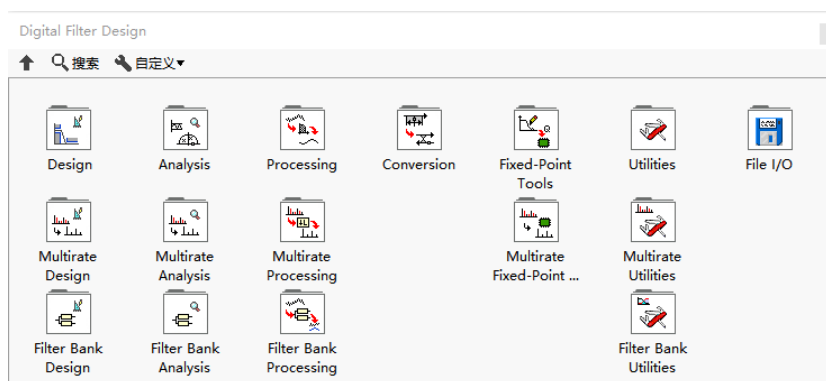 Digital Filter Design
搜索 自定义▾
Design Analysis Processing Conversion Fixed-Point Tools Utilities File I/O
Multirate Design Multirate Analysis Multirate Processing Multirate Fixed-Point ... Multirate Utilities
Filter Bank Design Filter Bank Analysis Filter Bank Processing Filter Bank Utilities